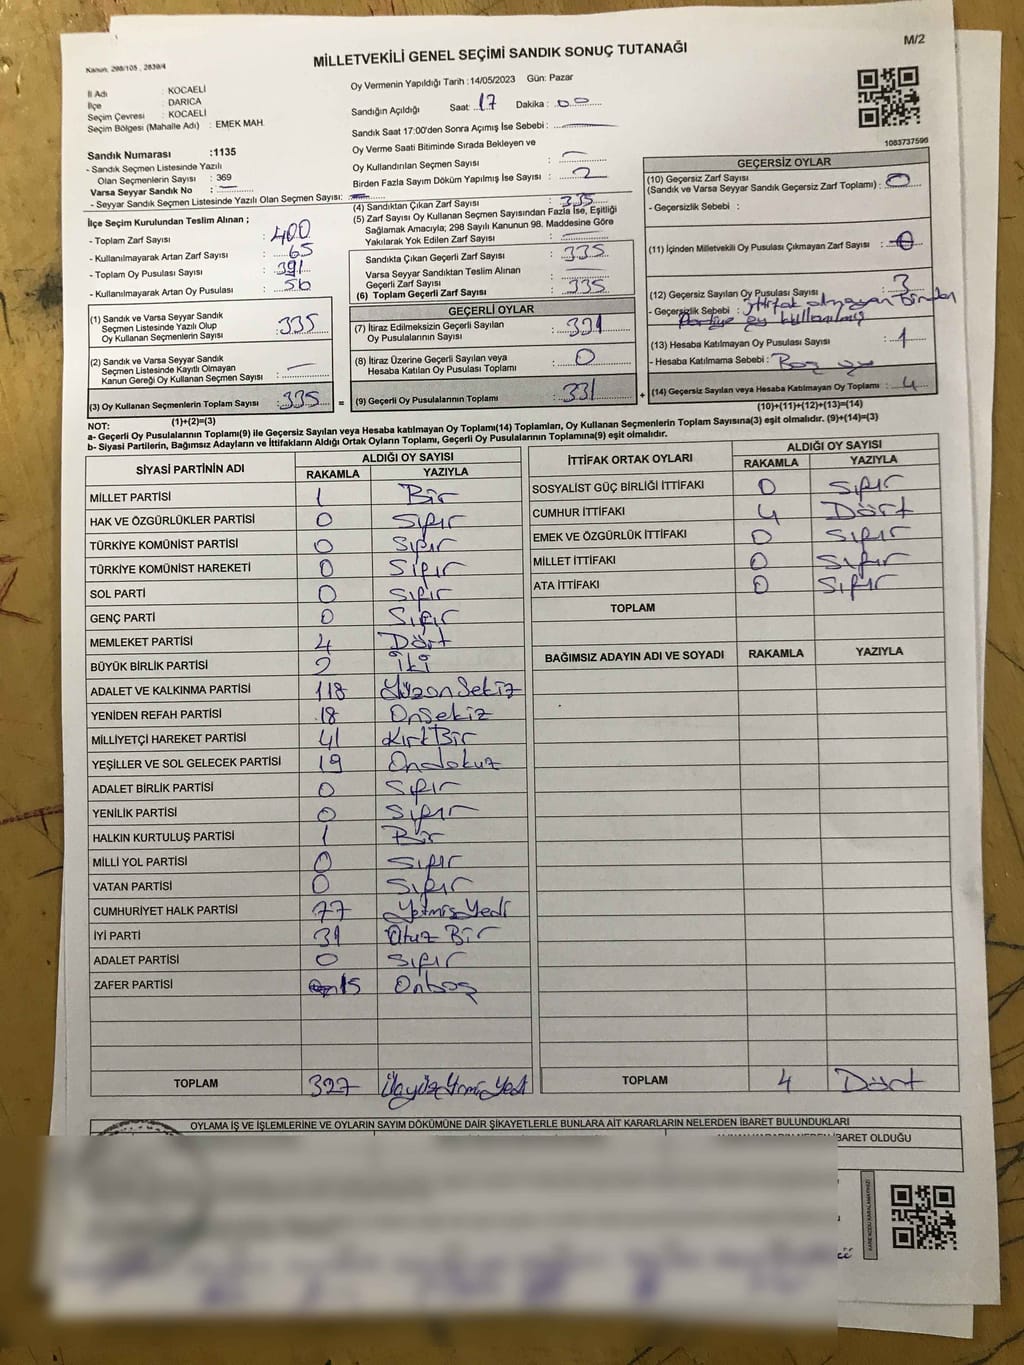 M/2
Kanun, 298/105 , 2839/4
MİLLETVEKİLİ GENEL SEÇİMİ SANDIK SONUÇ TUTANAĞI
İl Adı : KOCAELİ
İlçe : DARICA
Seçim Çevresi : KOCAELİ
Seçim Bölgesi (Mahalle Adı) : EMEK MAH.
Oy Vermenin Yapıldığı Tarih : 14/05/2023 Gün: Pazar
Sandığın Açıldığı Saat: 17 Dakika : 00
Sandık Saat 17:00'den Sonra Açılmış İse Sebebi :
Oy Verme Saati Bitiminde Sırada Bekleyen ve
Oy Kullandırılan Seçmen Sayısı :
Birden Fazla Sayım Döküm Yapılmış İse Sayısı : 2
1083737596
Sandık Numarası :1135
- Sandık Seçmen Listesinde Yazılı
Olan Seçmenlerin Sayısı : 369
Varsa Seyyar Sandık No :
- Seyyar Sandık Seçmen Listesinde Yazılı Olan Seçmen Sayısı:
İlçe Seçim Kurulundan Teslim Alınan ;
- Toplam Zarf Sayısı : 400
- Kullanılmayarak Artan Zarf Sayısı : 65
- Toplam Oy Pusulası Sayısı : 391
- Kullanılmayarak Artan Oy Pusulası : 56
(1) Sandık ve Varsa Seyyar Sandık
Seçmen Listesinde Yazılı Olup
Oy Kullanan Seçmenlerin Sayısı : 335
(2) Sandık ve Varsa Seyyar Sandık
Seçmen Listesinde Kayıtlı Olmayan
Kanun Gereği Oy Kullanan Seçmen Sayısı :
(3) Oy Kullanan Seçmenlerin Toplam Sayısı : 335 =
(1)+(2)=(3)
(4) Sandıktan Çıkan Zarf Sayısı : 335
(5) Zarf Sayısı Oy Kullanan Seçmen Sayısından Fazla İse, Eşitliği
Sağlamak Amacıyla; 298 Sayılı Kanunun 98. Maddesine Göre
Yakılarak Yok Edilen Zarf Sayısı :
Sandıkta Çıkan Geçerli Zarf Sayısı : 335
Varsa Seyyar Sandıktan Teslim Alınan
Geçerli Zarf Sayısı :
(6) Toplam Geçerli Zarf Sayısı : 335
GEÇERLİ OYLAR
(7) İtiraz Edilmeksizin Geçerli Sayılan
Oy Pusulasının Sayısı : 331
(8) İtiraz Üzerine Geçerli Sayılan veya
Hesaba Katılan Oy Pusulası Toplamı : 0
(9) Geçerli Oy Pusulalarının Toplamı : 331 +
GEÇERSİZ OYLAR
(10) Geçersiz Zarf Sayısı
(Sandık ve Varsa Seyyar Sandık Geçersiz Zarf Toplamı) : 0
- Geçersizlik Sebebi :
(11) İçinden Milletvekili Oy Pusulası Çıkmayan Zarf Sayısı : 0
(12) Geçersiz Sayılan Oy Pusulası Sayısı : 3
- Geçersizlik Sebebi : İttifak olmayan Birden
Partiye oy kullanılmış
(13) Hesaba Katılmayan Oy Pusulası Sayısı : 1
- Hesaba Katılmama Sebebi : Boş oy
(14) Geçersiz Sayılan veya Hesaba Katılmayan Oy Toplamı : 4
(10)+(11)+(12)+(13)=(14)
NOT:
a- Geçerli Oy Pusulalarının Toplamı(9) ile Geçersiz Sayılan veya Hesaba katılmayan Oy Toplamı(14) Toplamları, Oy Kullanan Seçmenlerin Toplam Sayısına(3) eşit olmalıdır. (9)+(14)=(3)
b- Siyasi Partilerin, Bağımsız Adayların ve İttifakların Aldığı Ortak Oyların Toplamı, Geçerli Oy Pusulalarının Toplamına(9) eşit olmalıdır.
SİYASİ PARTİNİN ADI ALDIĞI OY SAYISI
RAKAMLA YAZIYLA
MİLLET PARTİSİ 1 Bir
HAK VE ÖZGÜRLÜKLER PARTİSİ 0 Sıfır
TÜRKİYE KOMÜNİST PARTİSİ 0 Sıfır
TÜRKİYE KOMÜNİST HAREKETİ 0 Sıfır
SOL PARTİ 0 Sıfır
GENÇ PARTİ 0 Sıfır
MEMLEKET PARTİSİ 4 Dört
BÜYÜK BİRLİK PARTİSİ 2 İki
ADALET VE KALKINMA PARTİSİ 118 YüzonSekiz
YENİDEN REFAH PARTİSİ 18 OnSekiz
MİLLİYETÇİ HAREKET PARTİSİ 41 KırkBir
YEŞİLLER VE SOL GELECEK PARTİSİ 19 Ondokuz
ADALET BİRLİK PARTİSİ 0 Sıfır
YENİLİK PARTİSİ 0 Sıfır
HALKIN KURTULUŞ PARTİSİ 1 Bir
MİLLİ YOL PARTİSİ 0 Sıfır
VATAN PARTİSİ 0 Sıfır
CUMHURİYET HALK PARTİSİ 77 YetmişYedi
İYİ PARTİ 31 Otuz Bir
ADALET PARTİSİ 0 Sıfır
ZAFER PARTİSİ 15 Onbeş
TOPLAM 327 ÜçyüzYirmiYedi
İTTİFAK ORTAK OYLARI ALDIĞI OY SAYISI
RAKAMLA YAZIYLA
SOSYALİST GÜÇ BİRLİĞİ İTTİFAKI 0 Sıfır
CUMHUR İTTİFAKI 4 Dört
EMEK VE ÖZGÜRLÜK İTTİFAKI 0 Sıfır
MİLLET İTTİFAKI 0 Sıfır
ATA İTTİFAKI 0 Sıfır
TOPLAM
BAĞIMSIZ ADAYIN ADI VE SOYADI RAKAMLA YAZIYLA
TOPLAM 4 Dört
OYLAMA İŞ VE İŞLEMLERİNE VE OYLARIN SAYIM DÖKÜMÜNE DAİR ŞİKAYETLERLE BUNLARA AİT KARARLARIN NELERDEN İBARET BULUNDUKLARI
İBARET OLDUĞU
KAREKODU KARALAMAYINIZ!